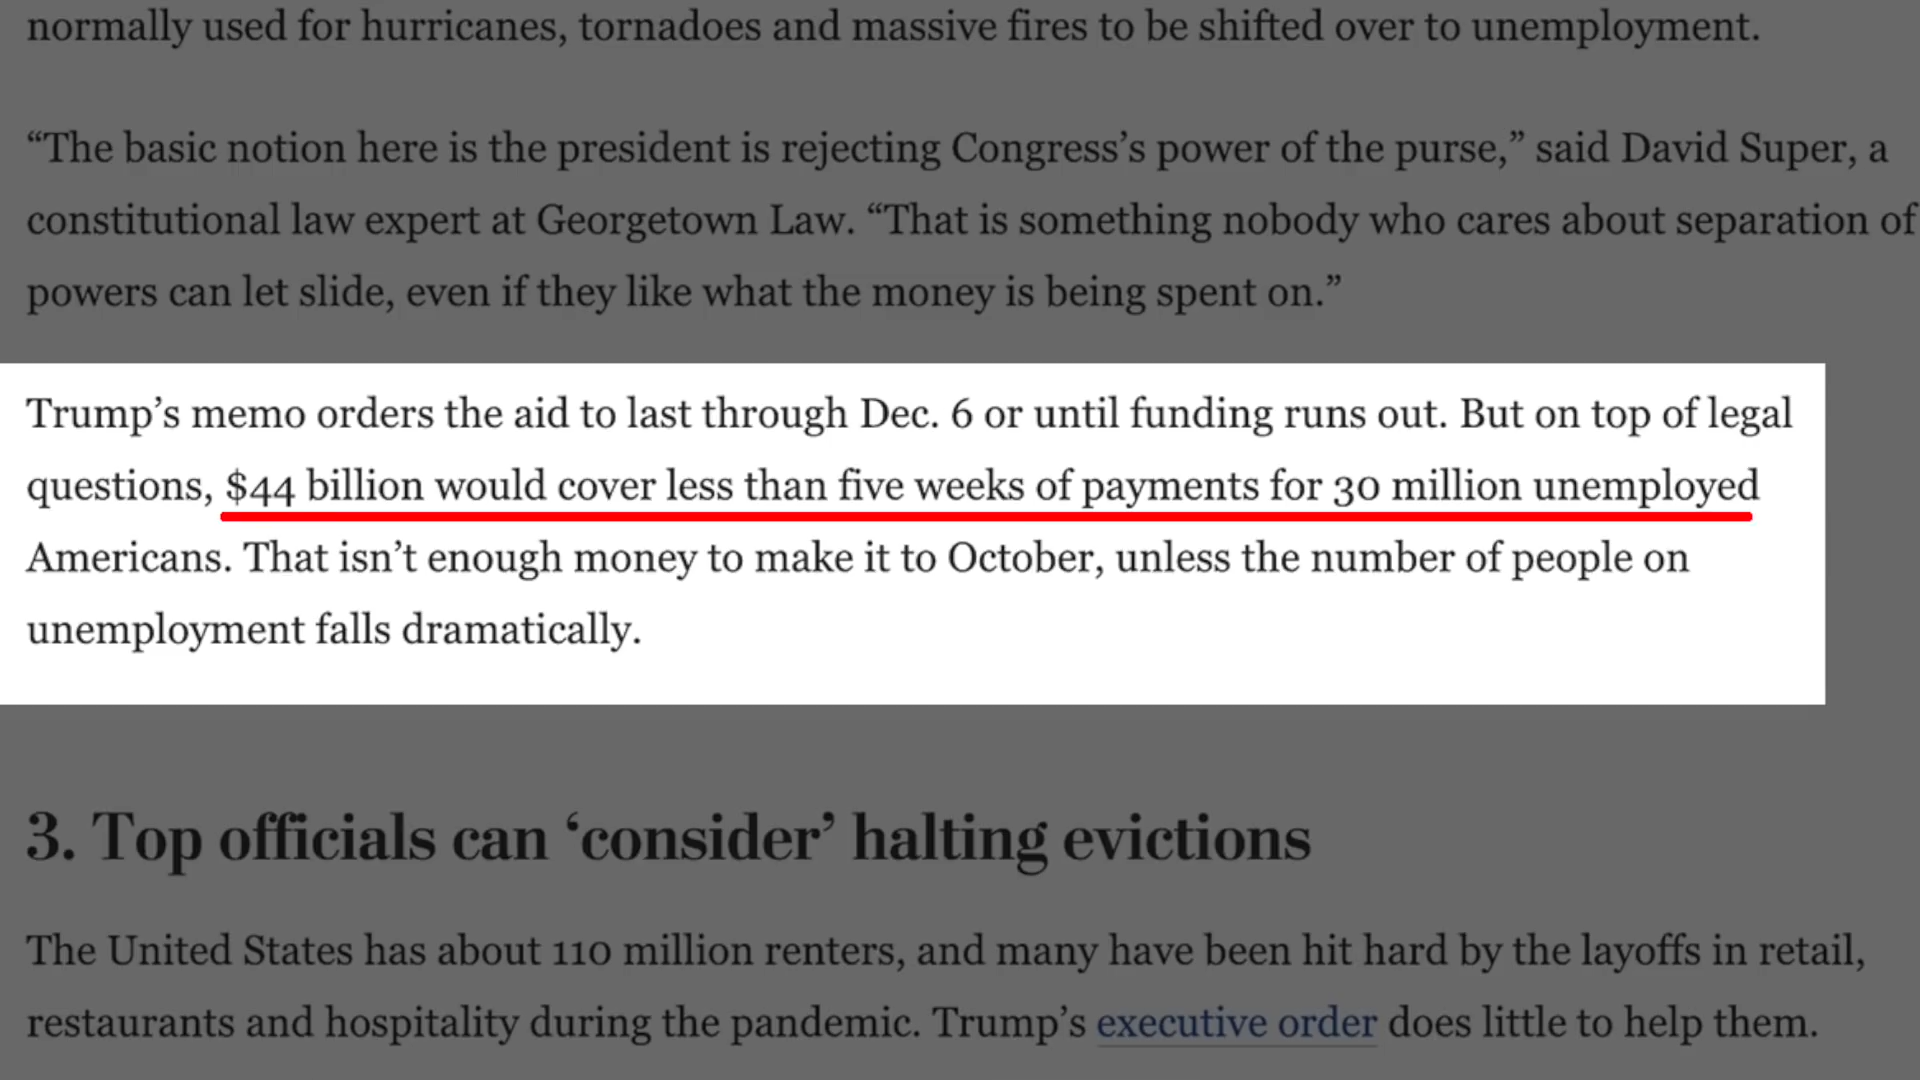 normally used for hurricanes, tornadoes and massive fires to be shifted over to unemployment.
“The basic notion here is the president is rejecting Congress’s power of the purse,” said David Super, a
constitutional law expert at Georgetown Law. “That is something nobody who cares about separation of
powers can let slide, even if they like what the money is being spent on.”
Trump’s memo orders the aid to last through Dec. 6 or until funding runs out. But on top of legal
questions, $44 billion would cover less than five weeks of payments for 30 million unemployed
Americans. That isn’t enough money to make it to October, unless the number of people on
unemployment falls dramatically.
3. Top officials can ‘consider’ halting evictions
The United States has about 110 million renters, and many have been hit hard by the layoffs in retail,
restaurants and hospitality during the pandemic. Trump’s executive order does little to help them.